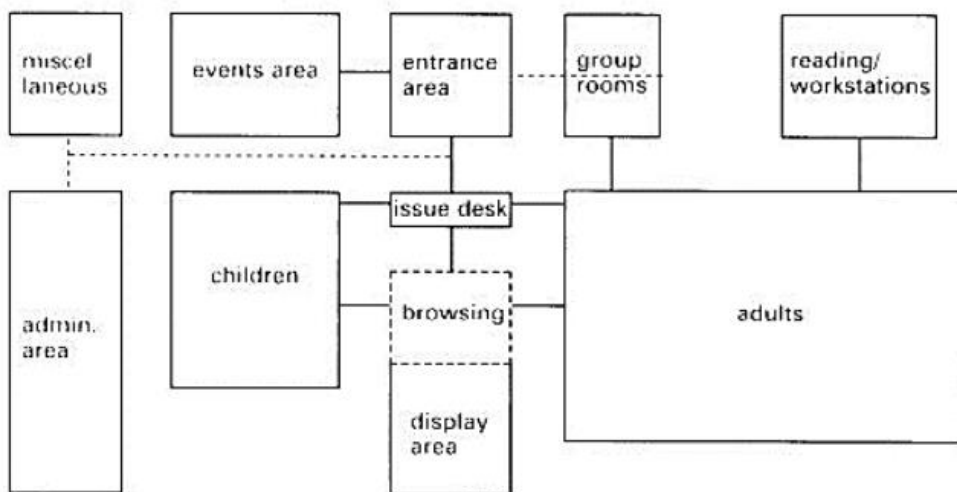 miscel
laneous
events area
entrance
area
group
rooms
reading/
workstations
issue desk
children
browsing
adults
admin.
area
display
area